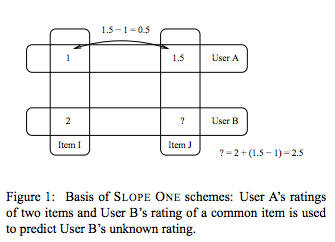 1.5 − 1 = 0.5
1 1.5 User A
2 ? User B
Item I Item J
? = 2 + (1.5 − 1) = 2.5
Figure 1: Basis of SLOPE ONE schemes: User A's ratings
of two items and User B's rating of a common item is used
to predict User B's unknown rating.